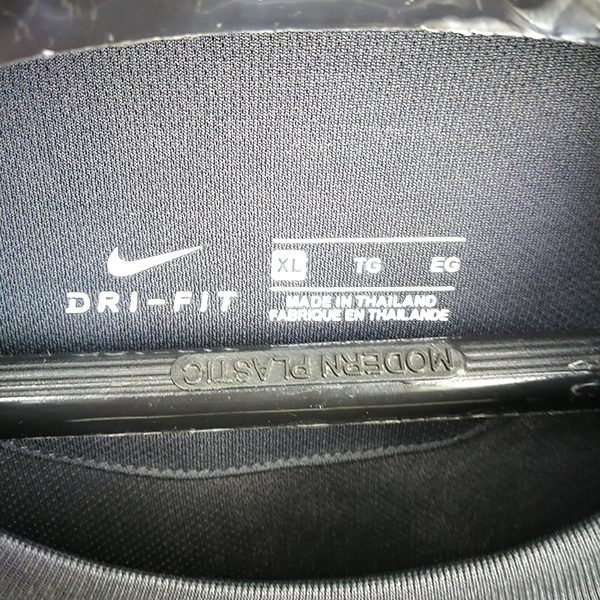 XL TG EG
DRI-FIT
MADE IN THAILAND
FABRIQUE EN THAILANDE
MODERN PLASTIC